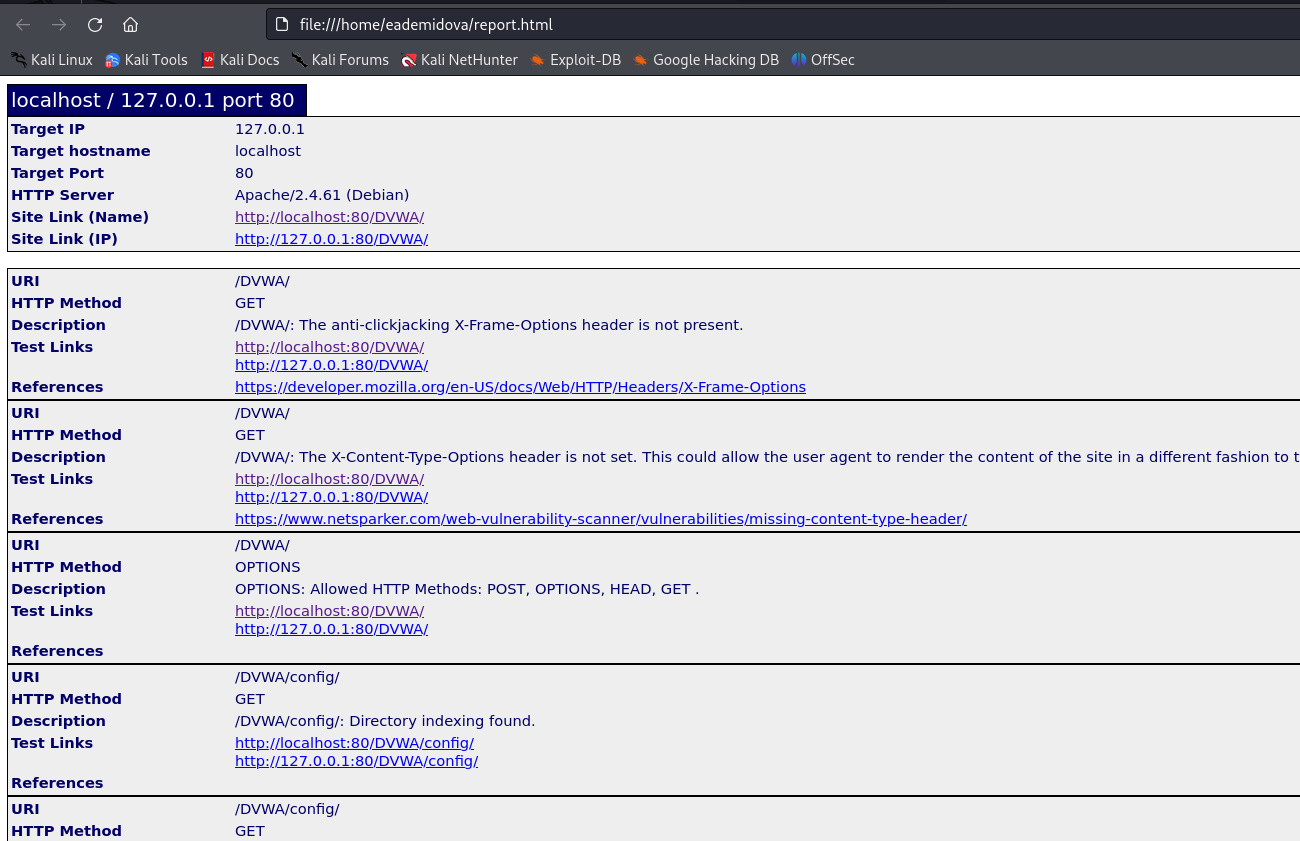 file:///home/eademidova/report.html
Kali Linux Kali Tools Kali Docs Kali Forums Kali NetHunter Exploit-DB Google Hacking DB OffSec
localhost / 127.0.0.1 port 80
Target IP 127.0.0.1
Target hostname localhost
Target Port 80
HTTP Server Apache/2.4.61 (Debian)
Site Link (Name) http://localhost:80/DVWA/
Site Link (IP) http://127.0.0.1:80/DVWA/
URI /DVWA/
HTTP Method GET
Description /DVWA/: The anti-clickjacking X-Frame-Options header is not present.
Test Links http://localhost:80/DVWA/
http://127.0.0.1:80/DVWA/
References https://developer.mozilla.org/en-US/docs/Web/HTTP/Headers/X-Frame-Options
URI /DVWA/
HTTP Method GET
Description /DVWA/: The X-Content-Type-Options header is not set. This could allow the user agent to render the content of the site in a different fashion to t
Test Links http://localhost:80/DVWA/
http://127.0.0.1:80/DVWA/
References https://www.netsparker.com/web-vulnerability-scanner/vulnerabilities/missing-content-type-header/
URI /DVWA/
HTTP Method OPTIONS
Description OPTIONS: Allowed HTTP Methods: POST, OPTIONS, HEAD, GET .
Test Links http://localhost:80/DVWA/
http://127.0.0.1:80/DVWA/
References
URI /DVWA/config/
HTTP Method GET
Description /DVWA/config/: Directory indexing found.
Test Links http://localhost:80/DVWA/config/
http://127.0.0.1:80/DVWA/config/
References
URI /DVWA/config/
HTTP Method GET